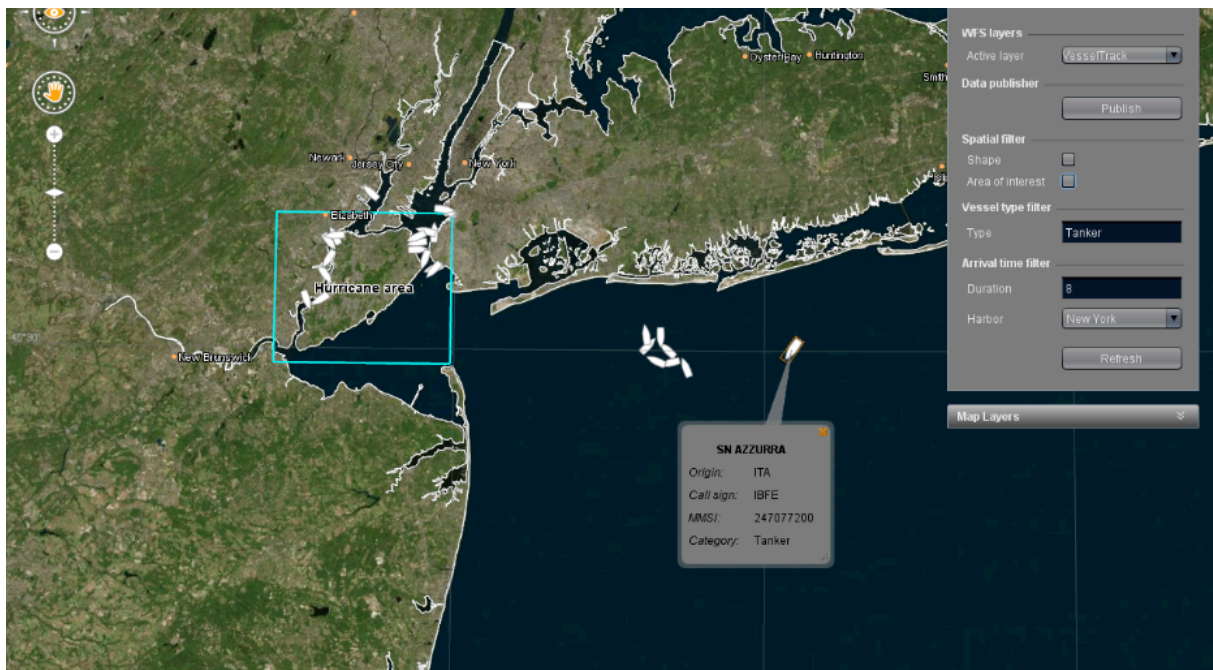 OysterBay
Huntington
Smith
Newark
Jersey City
New York
Elizabeth
Hurricane area
New Brunswick
WFS layers
Active layer
VesselTrack
Data publisher
Publish
Spatial filter
Shape
Area of interest
Vessel type filter
Type
Tanker
Arrival time filter
Duration
8
Harbor
New York
Refresh
Map Layers
SN AZZURRA
Origin: ITA
Call sign: IBFE
MMSI: 247077200
Category: Tanker